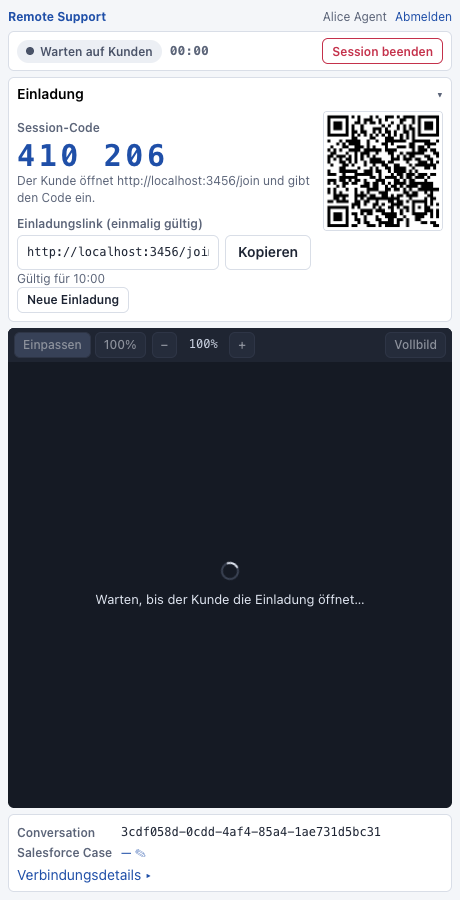 Remote Support Alice Agent Abmelden
Warten auf Kunden 00:00 Session beenden
Einladung
Session-Code
410 206
Der Kunde öffnet http://localhost:3456/join und gibt
den Code ein.
Einladungslink (einmalig gültig)
http://localhost:3456/joi Kopieren
Gültig für 10:00
Neue Einladung
Einpassen 100% − 100% + Vollbild
Warten, bis der Kunde die Einladung öffnet…
Conversation 3cdf058d-0cdd-4af4-85a4-1ae731d5bc31
Salesforce Case —
Verbindungsdetails